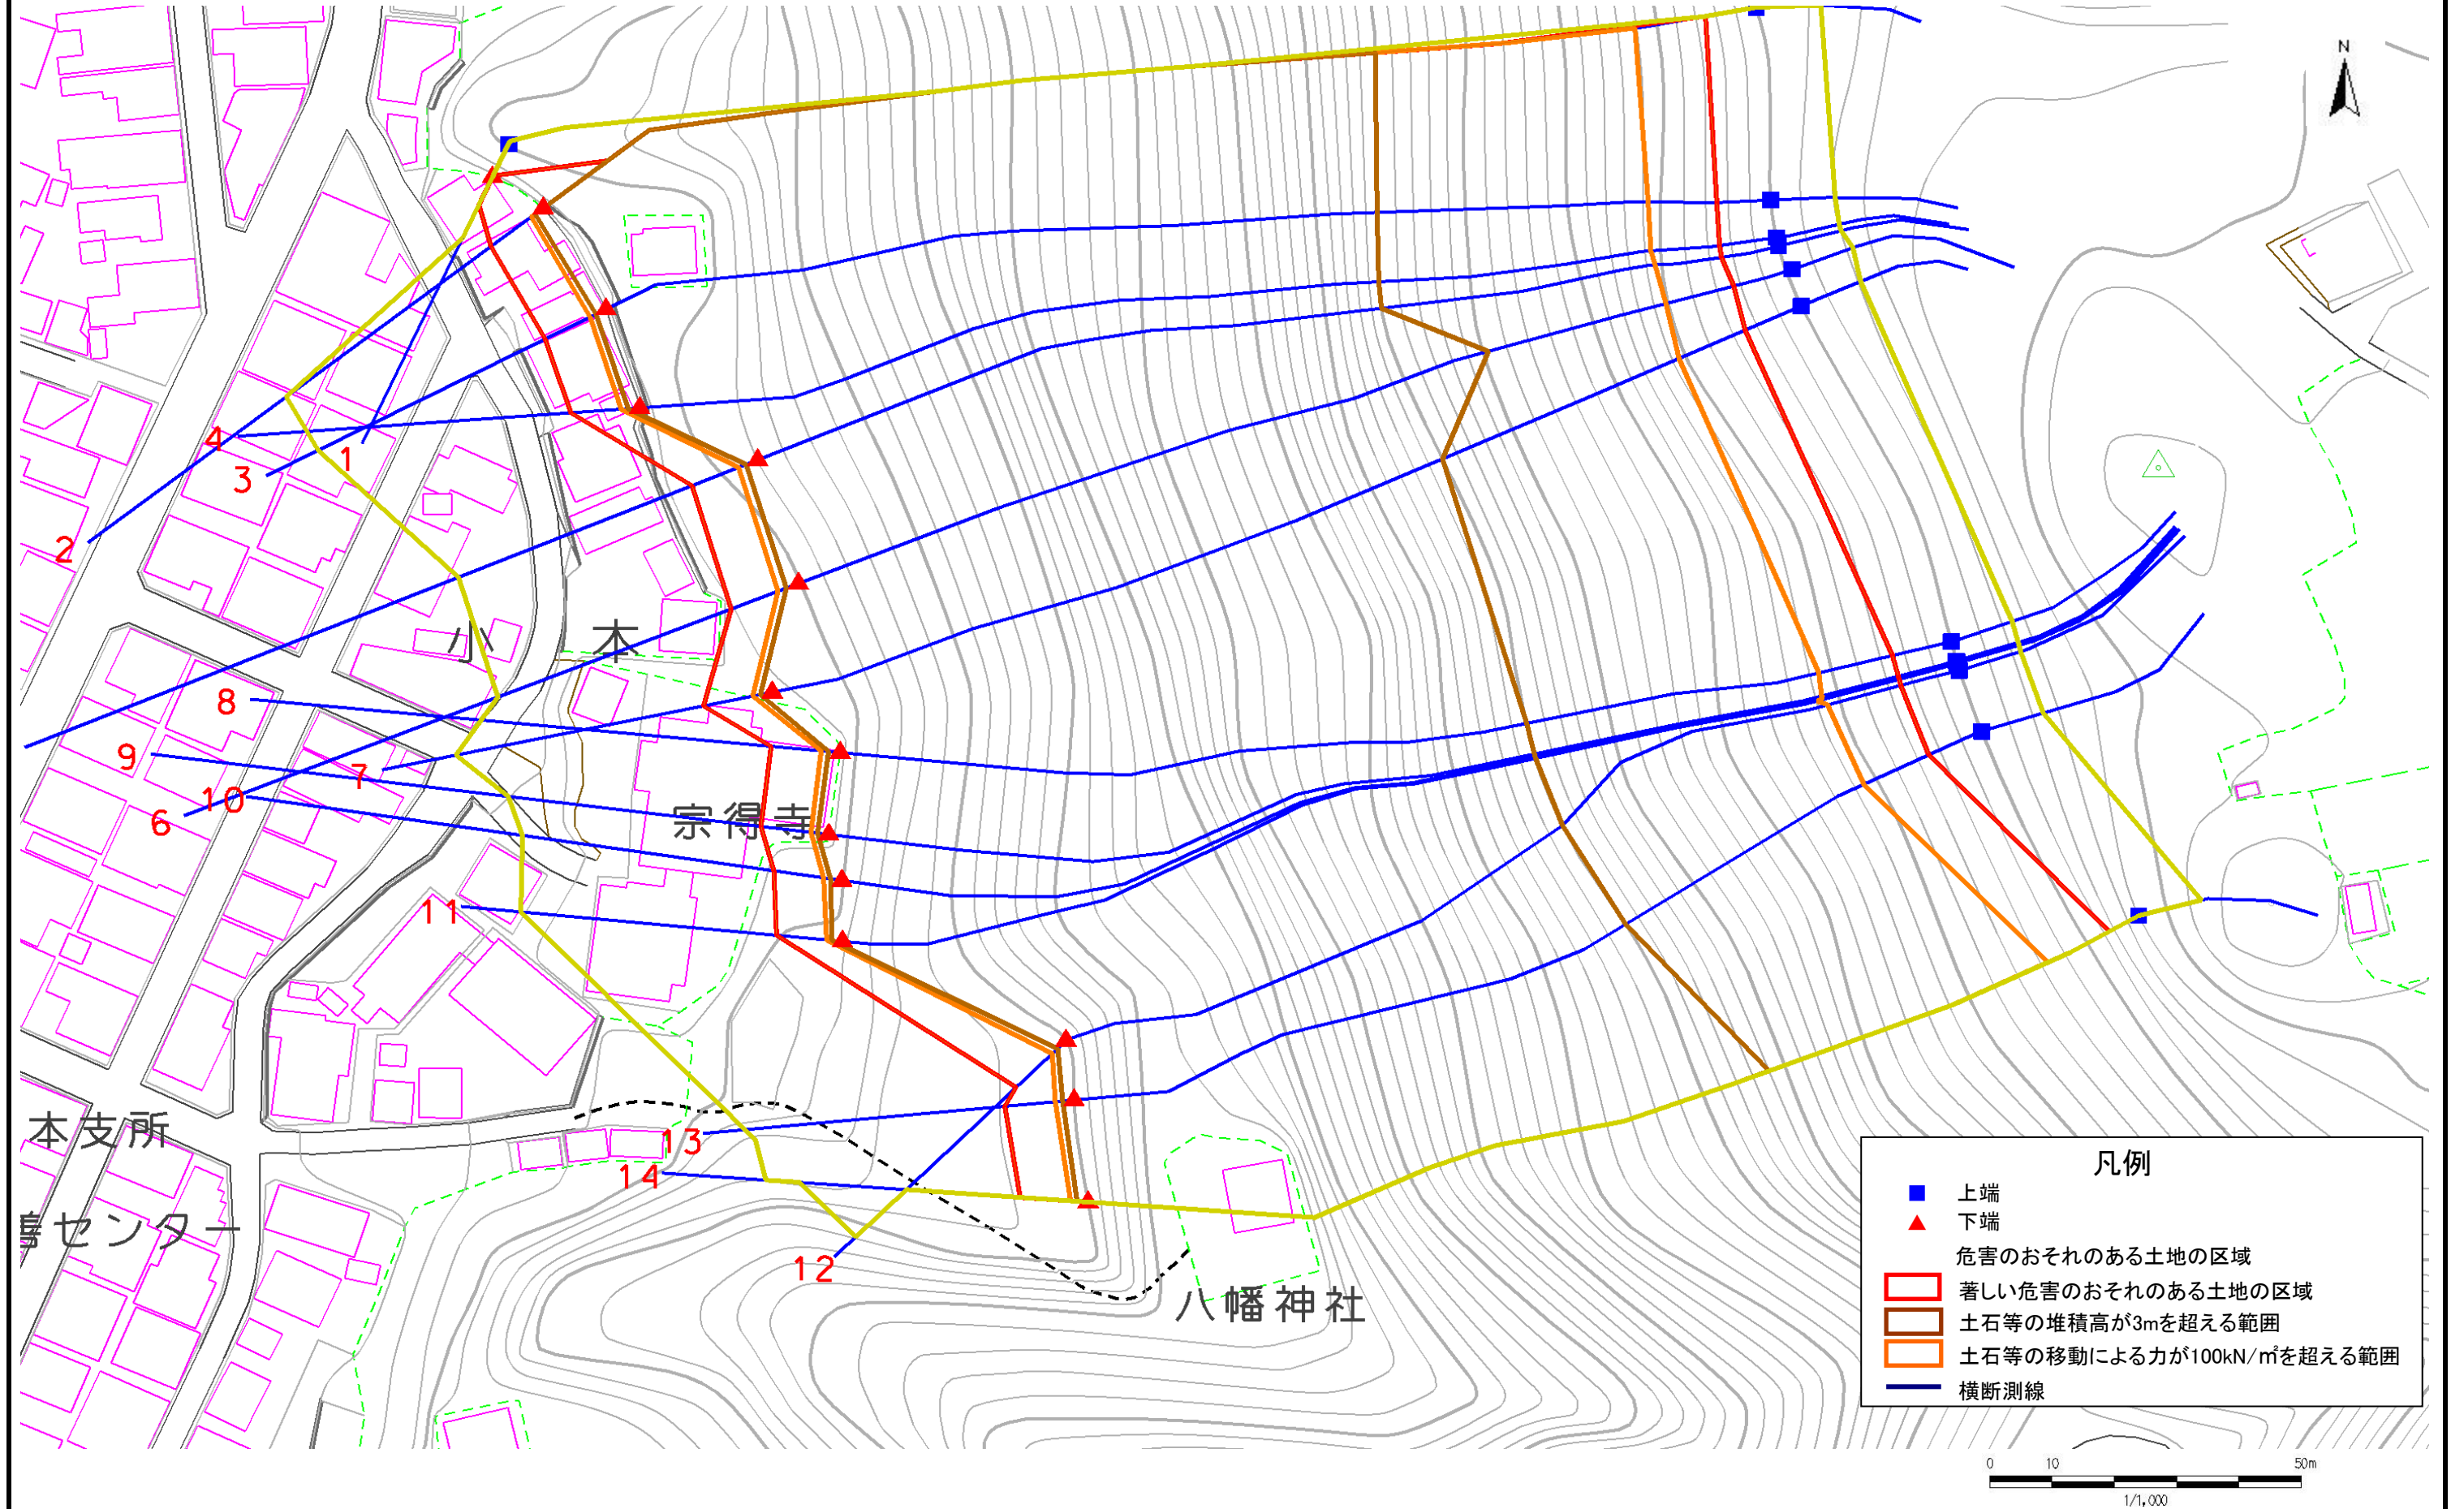 N
4
3
1
2
小本
8
9
7
10
6
宗得寺
11
本支所
13
14
善センター
12
八幡神社
凡例
上端
下端
危害のおそれのある土地の区域
著しい危害のおそれのある土地の区域
土石等の堆積高が3mを超える範囲
土石等の移動による力が100kN/㎡を超える範囲
横断測線
0 10 50m
1/1,000